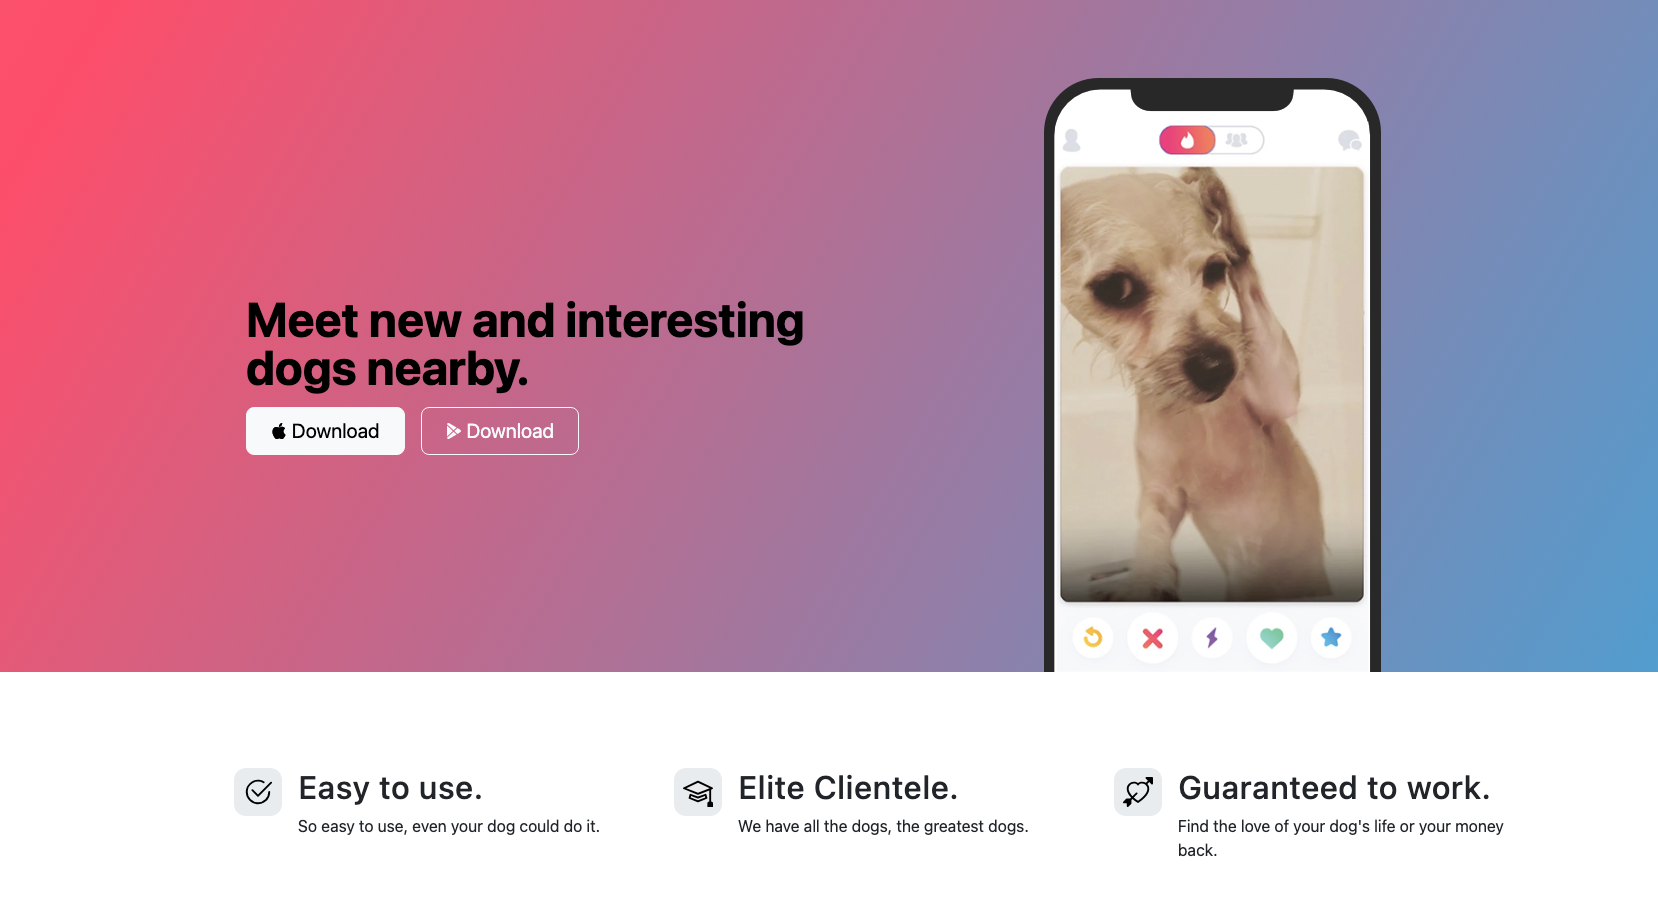 Meet new and interesting
dogs nearby.
Download
Download
Easy to use.
So easy to use, even your dog could do it.
Elite Clientele.
We have all the dogs, the greatest dogs.
Guaranteed to work.
Find the love of your dog's life or your money
back.